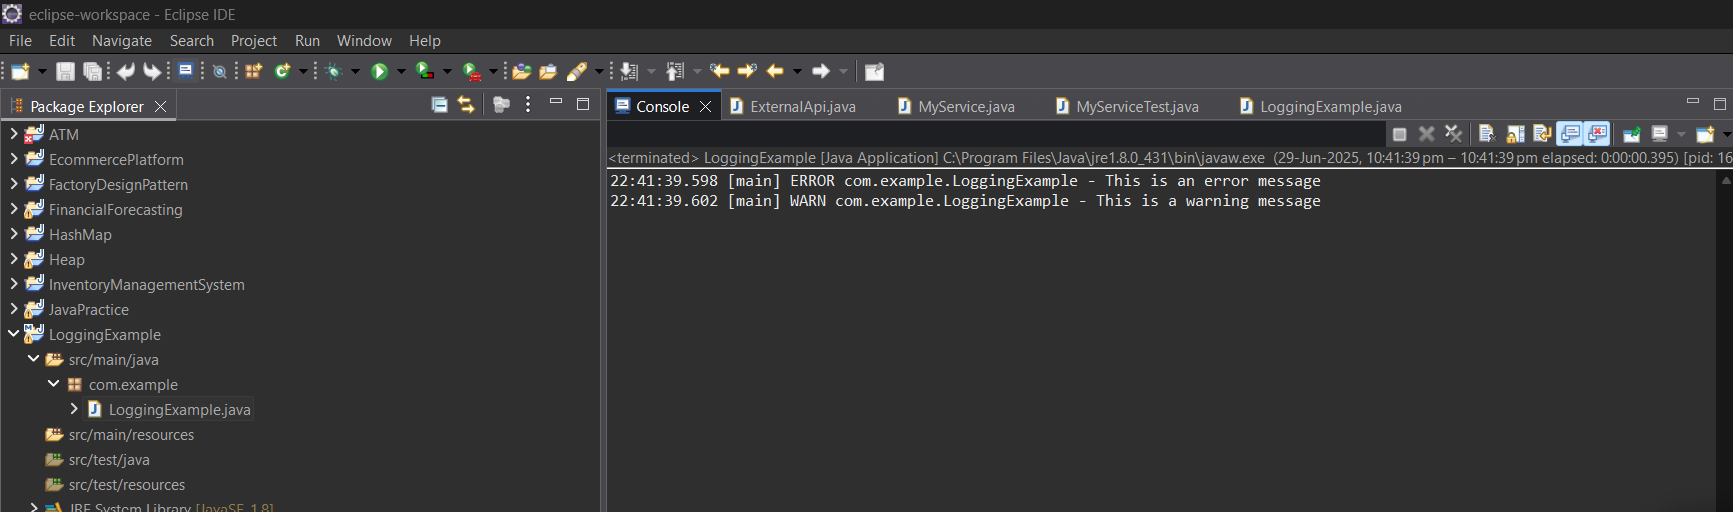 eclipse-workspace - Eclipse IDE
File Edit Navigate Search Project Run Window Help
Package Explorer
ATM
EcommercePlatform
FactoryDesignPattern
FinancialForecasting
HashMap
Heap
InventoryManagementSystem
JavaPractice
LoggingExample
src/main/java
com.example
LoggingExample.java
src/main/resources
src/test/java
src/test/resources
JRE System Library [JavaSE-1.8]
Console ExternalApi.java MyService.java MyServiceTest.java LoggingExample.java
<terminated> LoggingExample [Java Application] C:\Program Files\Java\jre1.8.0_431\bin\javaw.exe (29-Jun-2025, 10:41:39 pm – 10:41:39 pm elapsed: 0:00:00.395) [pid: 16
22:41:39.598 [main] ERROR com.example.LoggingExample - This is an error message
22:41:39.602 [main] WARN com.example.LoggingExample - This is a warning message